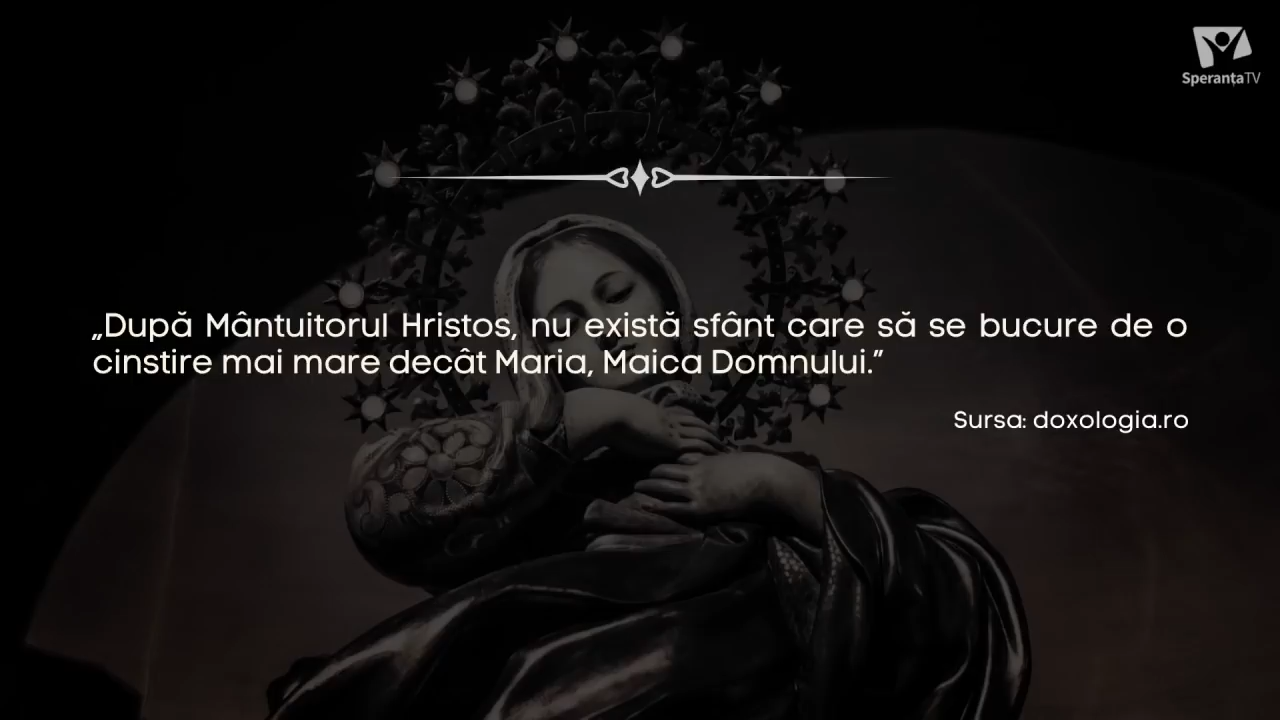 SperanțaTV
„După Mântuitorul Hristos, nu există sfânt care să se bucure de o
cinstire mai mare decât Maria, Maica Domnului.”
Sursa: doxologia.ro